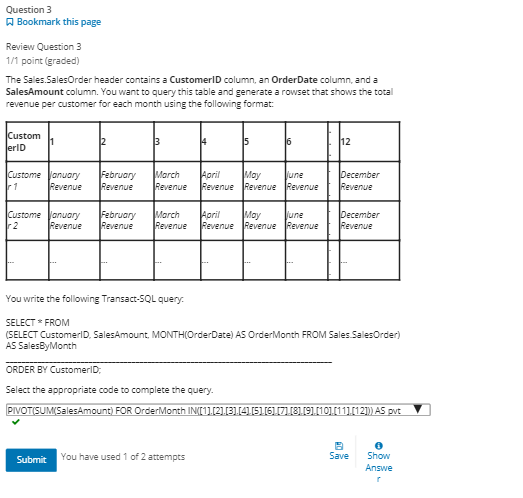 Question 3
Bookmark this page
Review Question 3
1/1 point (graded)
The Sales.SalesOrder header contains a CustomerID column, an OrderDate column, and a
SalesAmount column. You want to query this table and generate a rowset that shows the total
revenue per customer for each month using the following format:
CustomerID 1 2 3 4 5 6 ... 12
Customer 1 January Revenue February Revenue March Revenue April Revenue May Revenue June Revenue ... December Revenue
Customer 2 January Revenue February Revenue March Revenue April Revenue May Revenue June Revenue ... December Revenue
... ... ... ... ... ... ... ... ...
You write the following Transact-SQL query:
SELECT * FROM
(SELECT CustomerID, SalesAmount, MONTH(OrderDate) AS OrderMonth FROM Sales.SalesOrder)
AS SalesByMonth
ORDER BY CustomerID;
Select the appropriate code to complete the query.
PIVOT(SUM(SalesAmount) FOR OrderMonth IN([1],[2],[3],[4],[5],[6],[7],[8],[9],[10],[11],[12])) AS pvt
Submit You have used 1 of 2 attempts
Save
Show
Answe
r